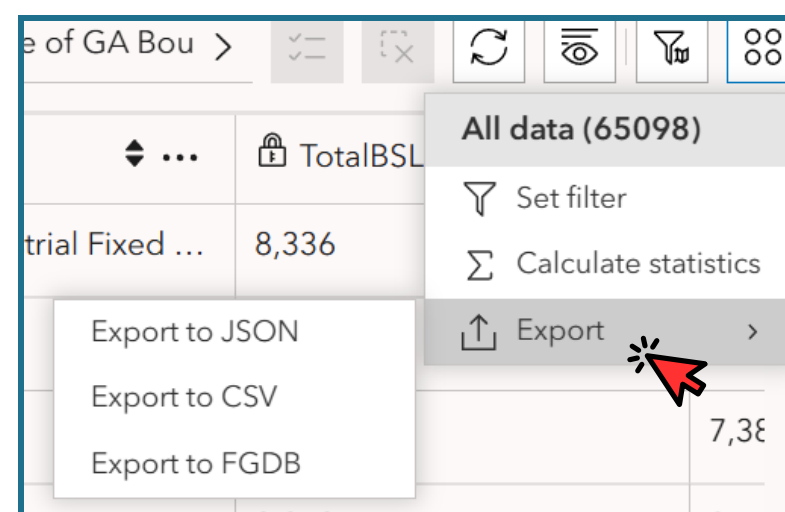 e of GA Bou >
All data (65098)
TotalBSL
Set filter
trial Fixed ...
8,336
Calculate statistics
Export
Export to JSON
Export to CSV
7,38
Export to FGDB